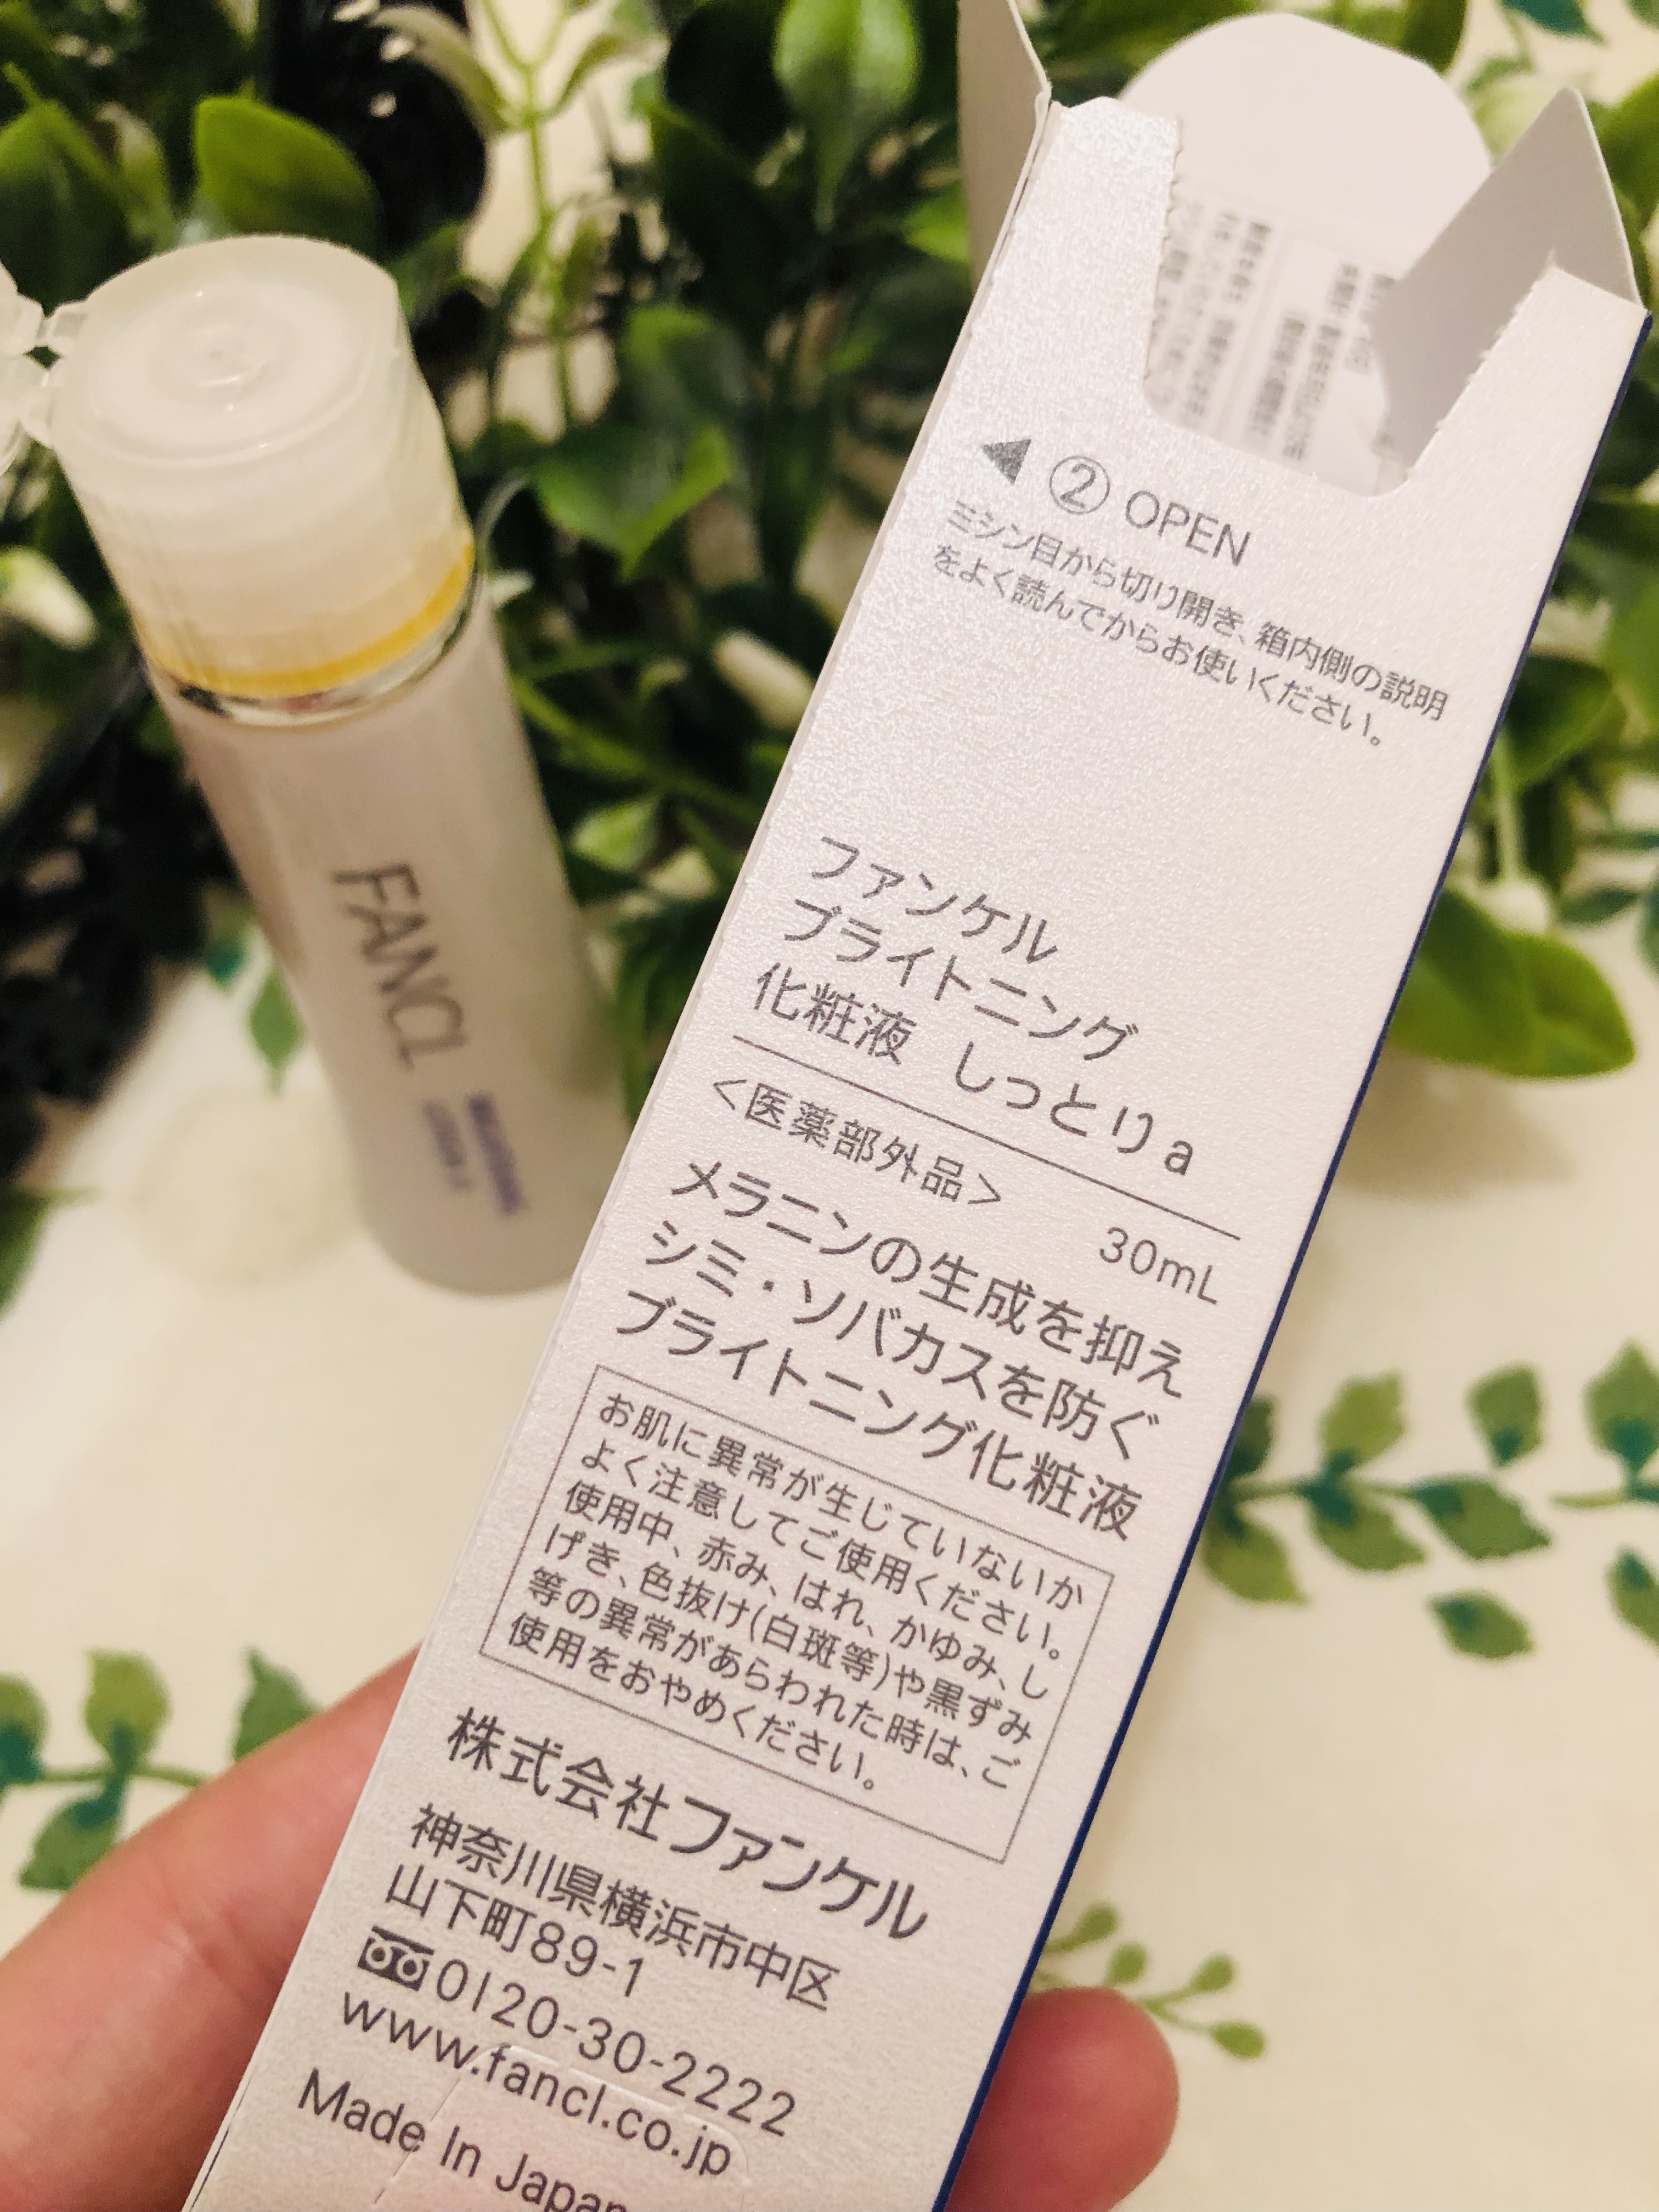 ◀ ② OPEN
ミシン目から切り開き、箱内側の説明
をよく読んでからお使いください。
ファンケル
ブライトニング
化粧液 しっとり a
<医薬部外品>
30mL
メラニンの生成を抑え
シミ・ソバカスを防ぐ
ブライトニング化粧液
お肌に異常が生じていないか
よく注意してご使用ください。
使用中、赤み、はれ、かゆみ、し
げき、色抜け(白斑等)や黒ずみ
等の異常があらわれた時は、ご
使用をおやめください。
株式会社ファンケル
神奈川県横浜市中区
山下町89-1
0120-30-2222
www.fancl.co.jp
Made In Japan
FANCL